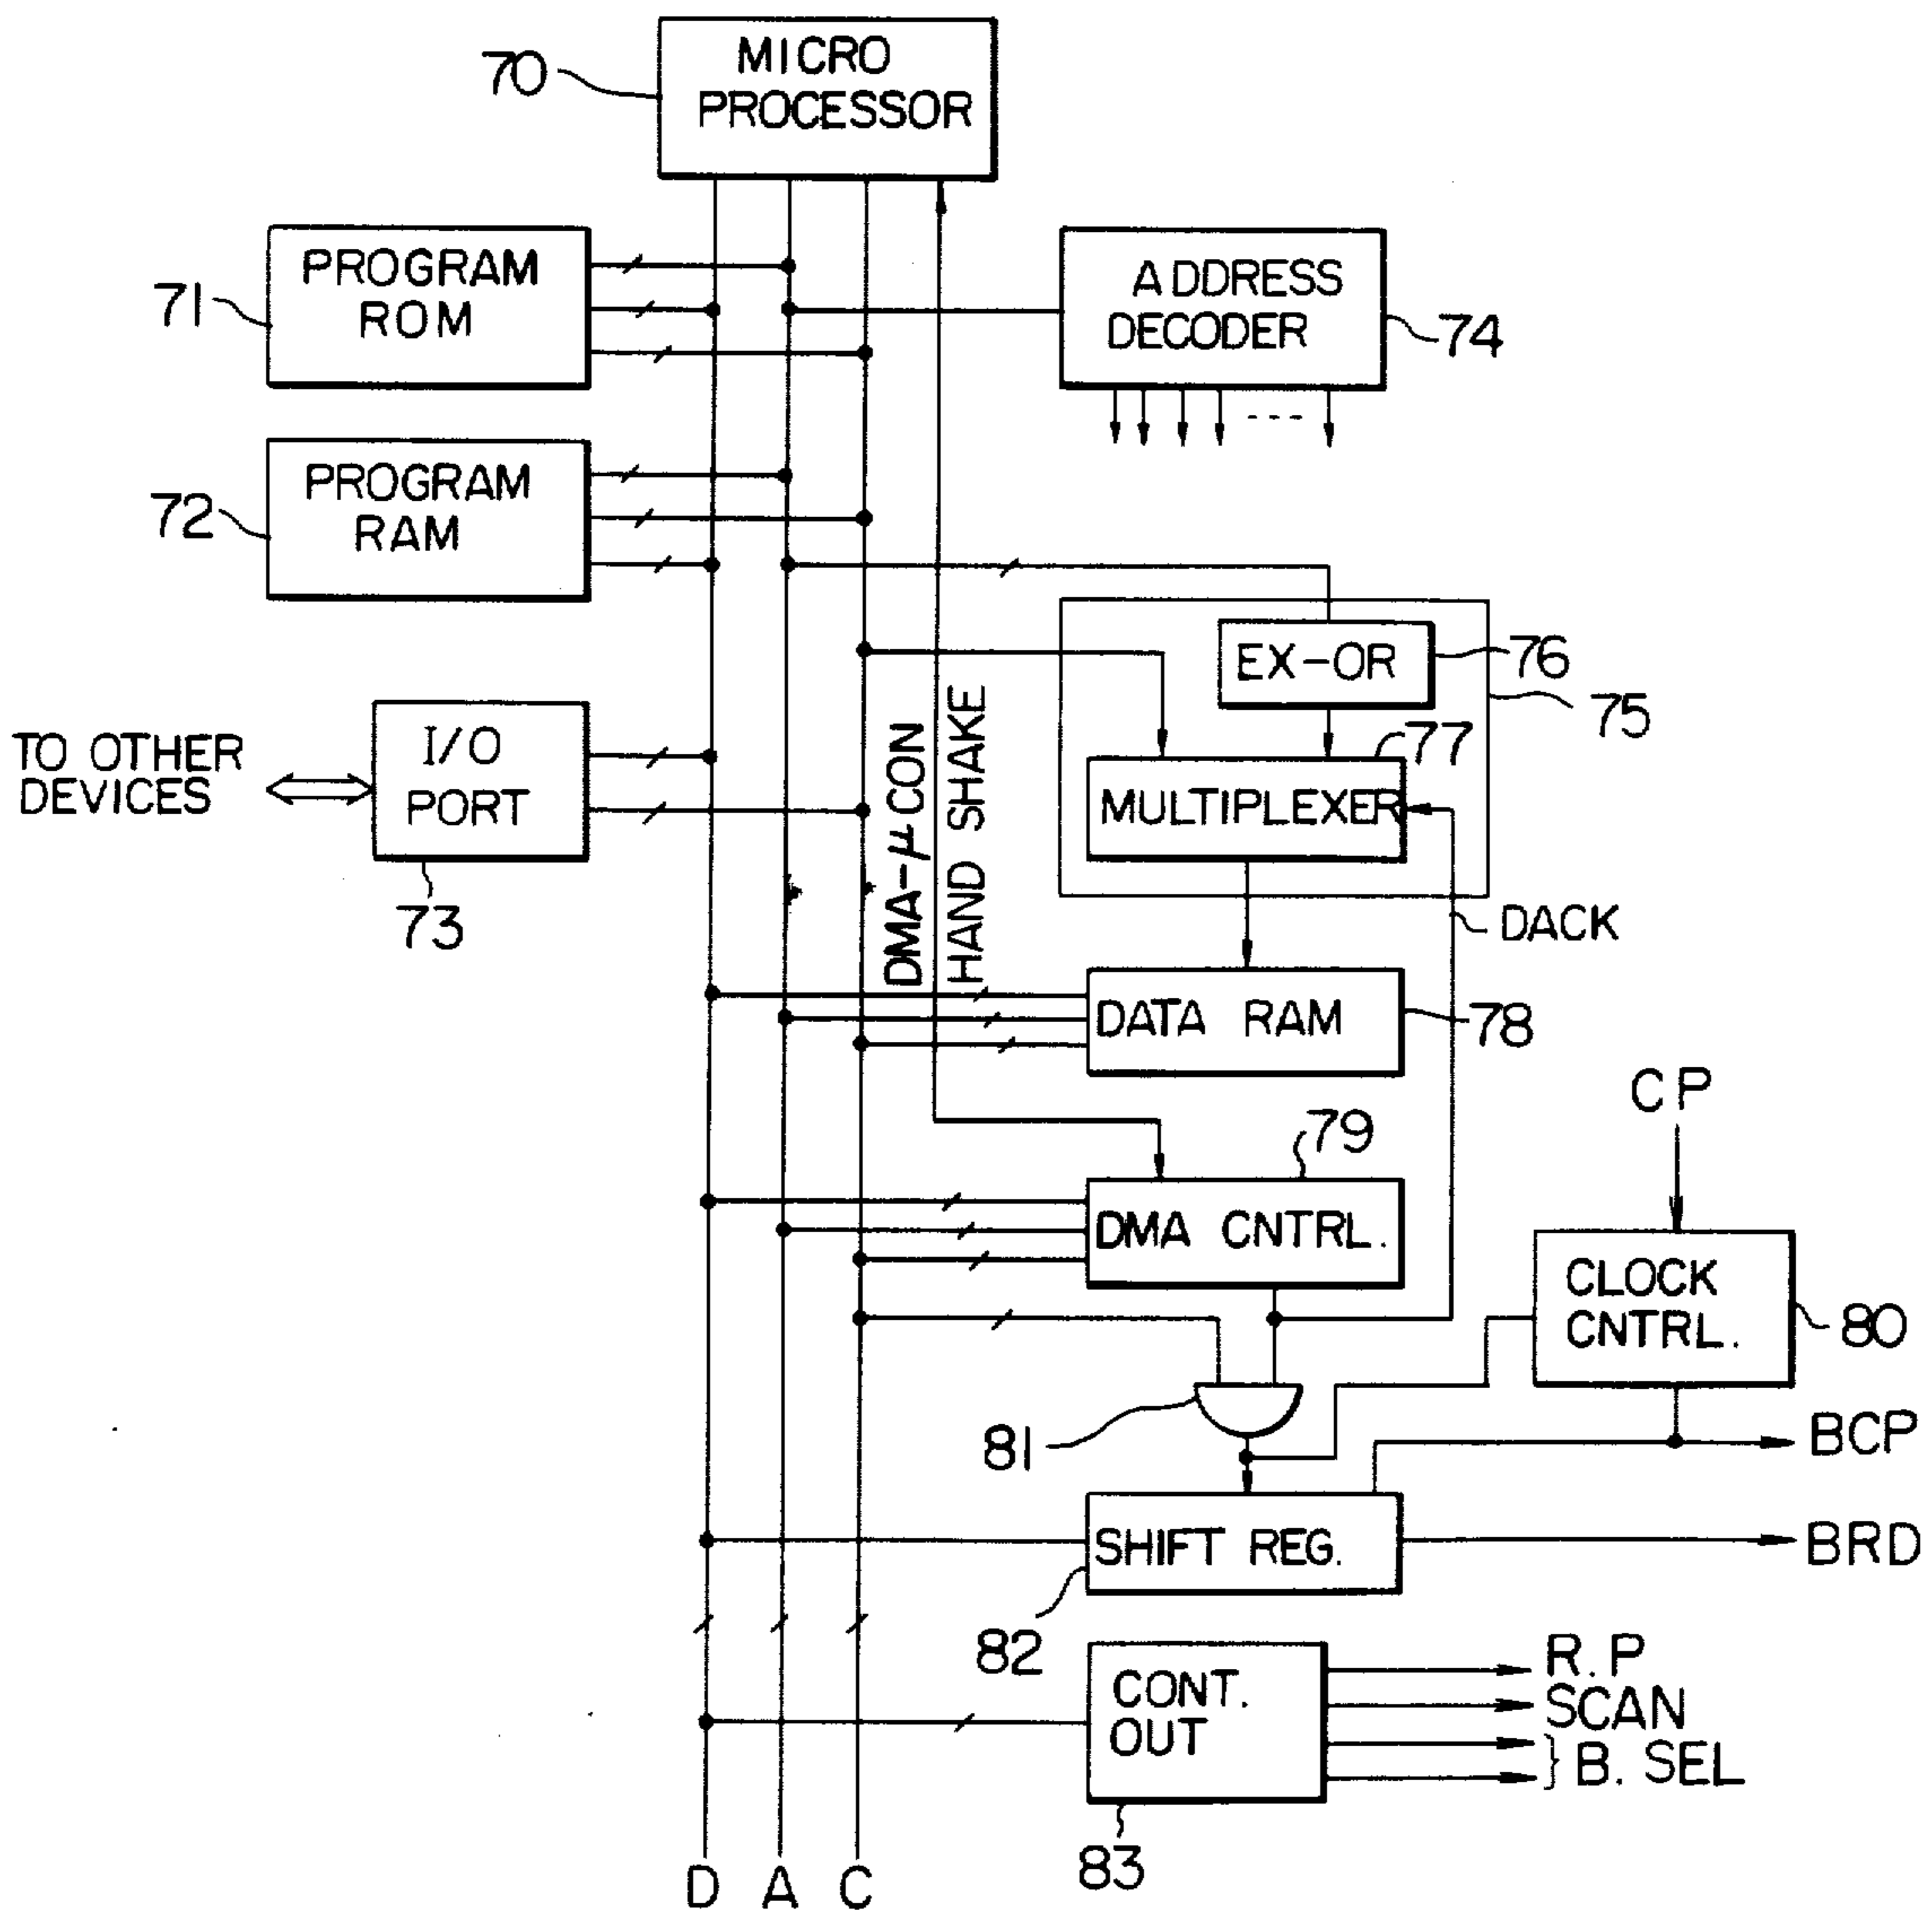 MICRO
PROCESSOR
70
PROGRAM
ROM
71
ADDRESS
DECODER
74
PROGRAM
RAM
72
EX-OR
76
75
I/O
PORT
73
TO OTHER
DEVICES
DMA-μCON
HAND SHAKE
77
MULTIPLEXER
DACK
DATA RAM
78
79
DMA CNTRL.
CP
CLOCK
CNTRL.
80
81
BCP
SHIFT REG.
82
BRD
CONT.
OUT
83
R.P
SCAN
} B. SEL
D A C